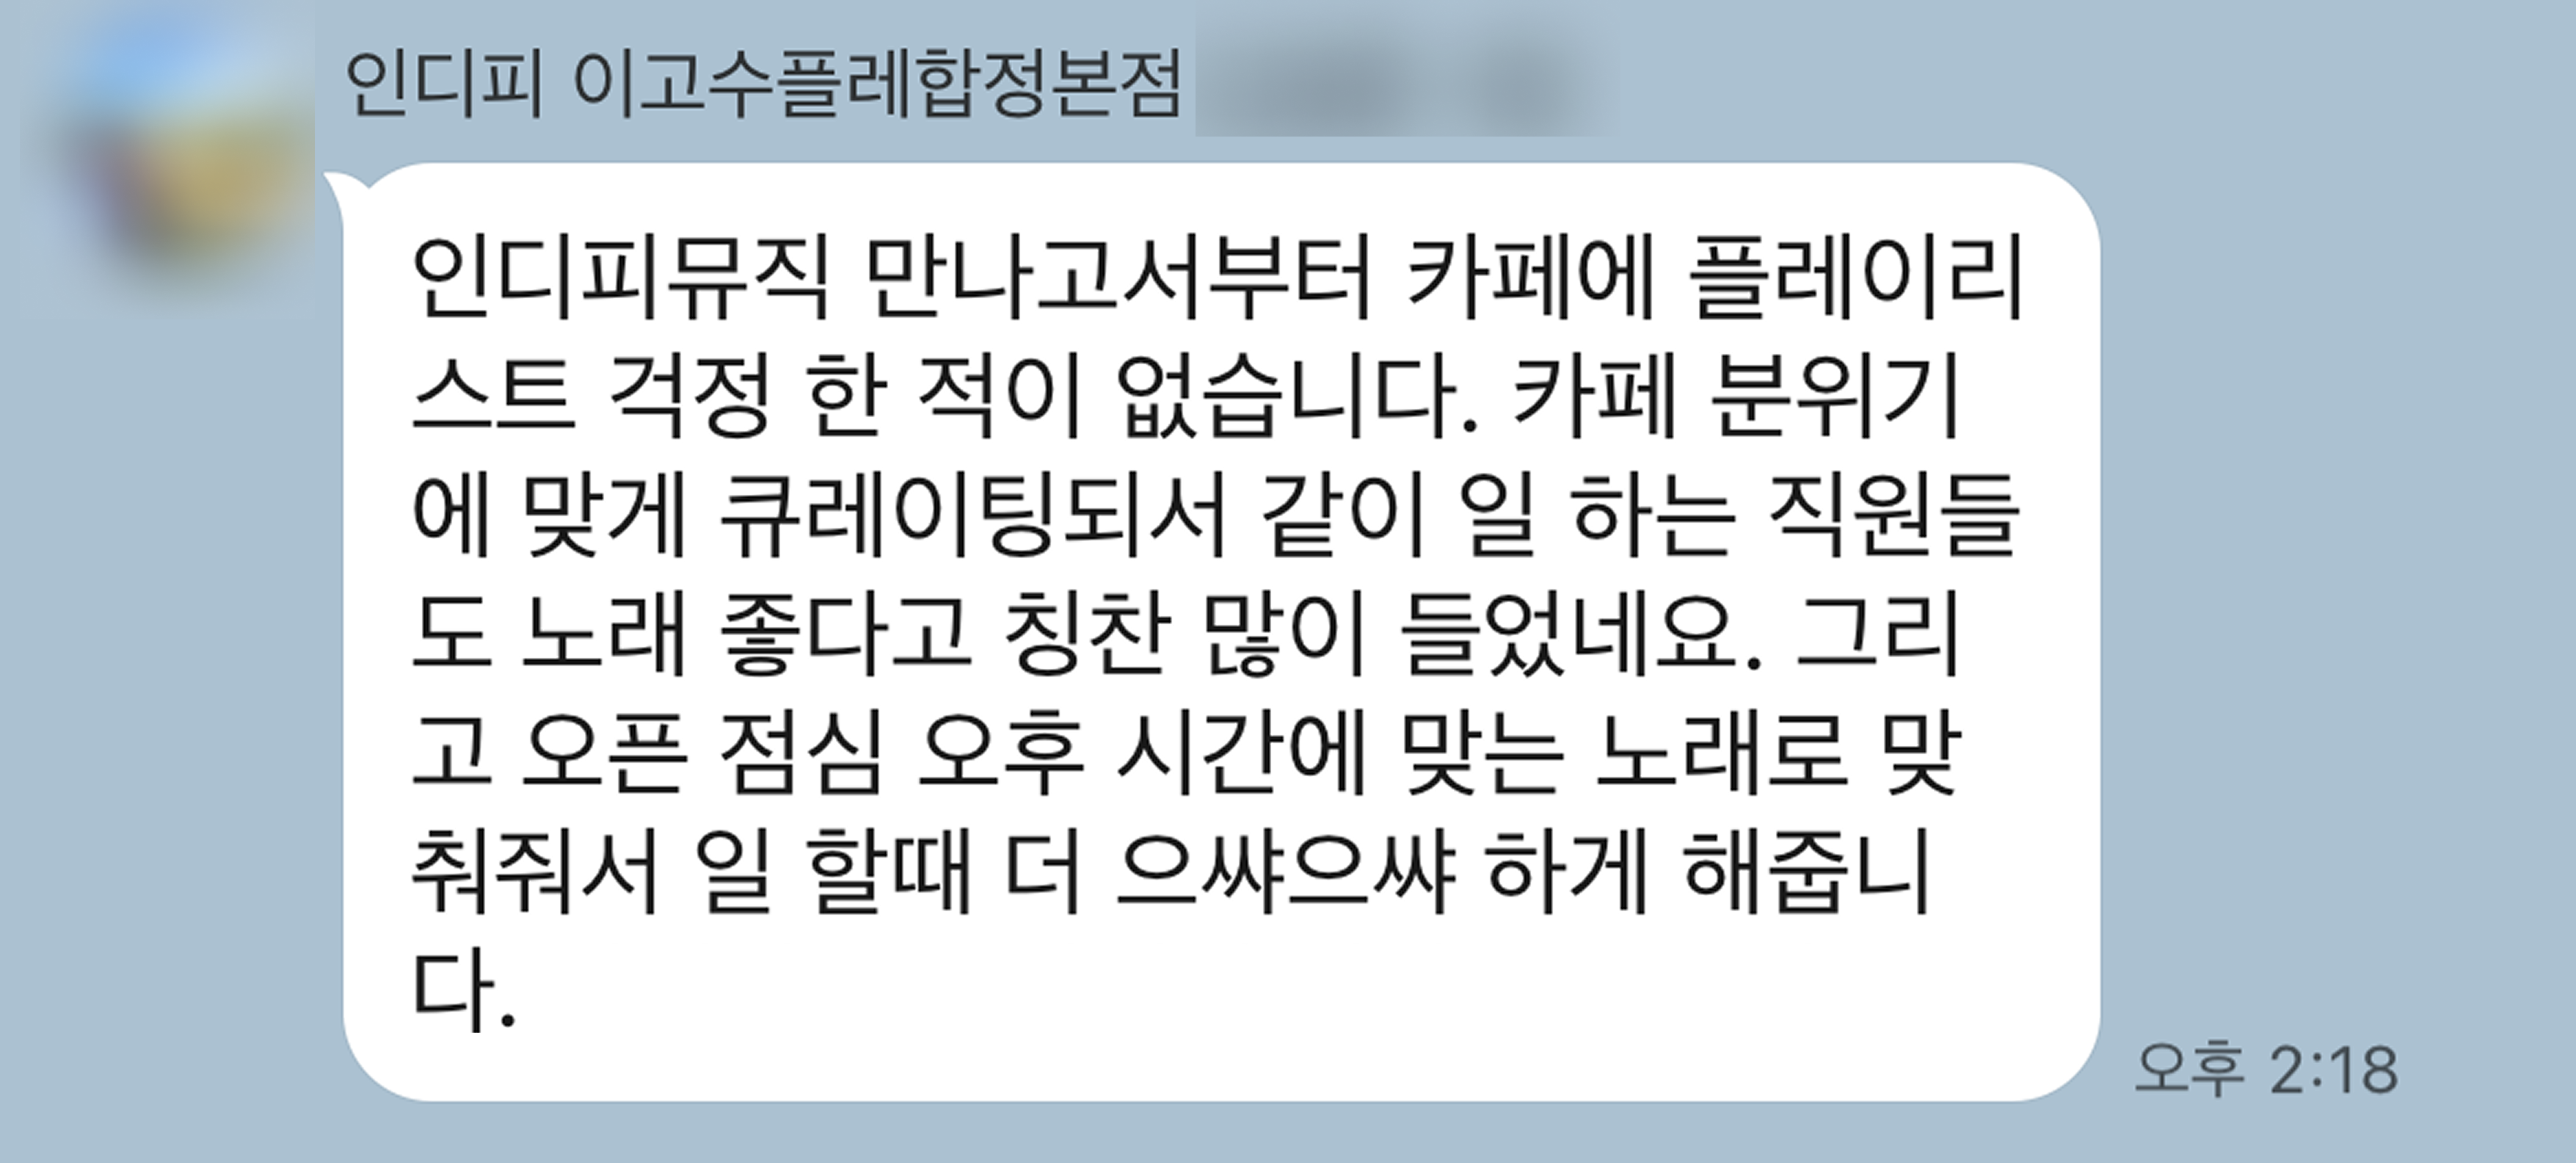 인디피 이고수플레합정본점
인디피뮤직 만나고서부터 카페에 플레이리
스트 걱정 한 적이 없습니다. 카페 분위기
에 맞게 큐레이팅되서 같이 일 하는 직원들
도 노래 좋다고 칭찬 많이 들었네요. 그리
고 오픈 점심 오후 시간에 맞는 노래로 맞
춰줘서 일 할때 더 으쌰으쌰 하게 해줍니
다.
오후 2:18